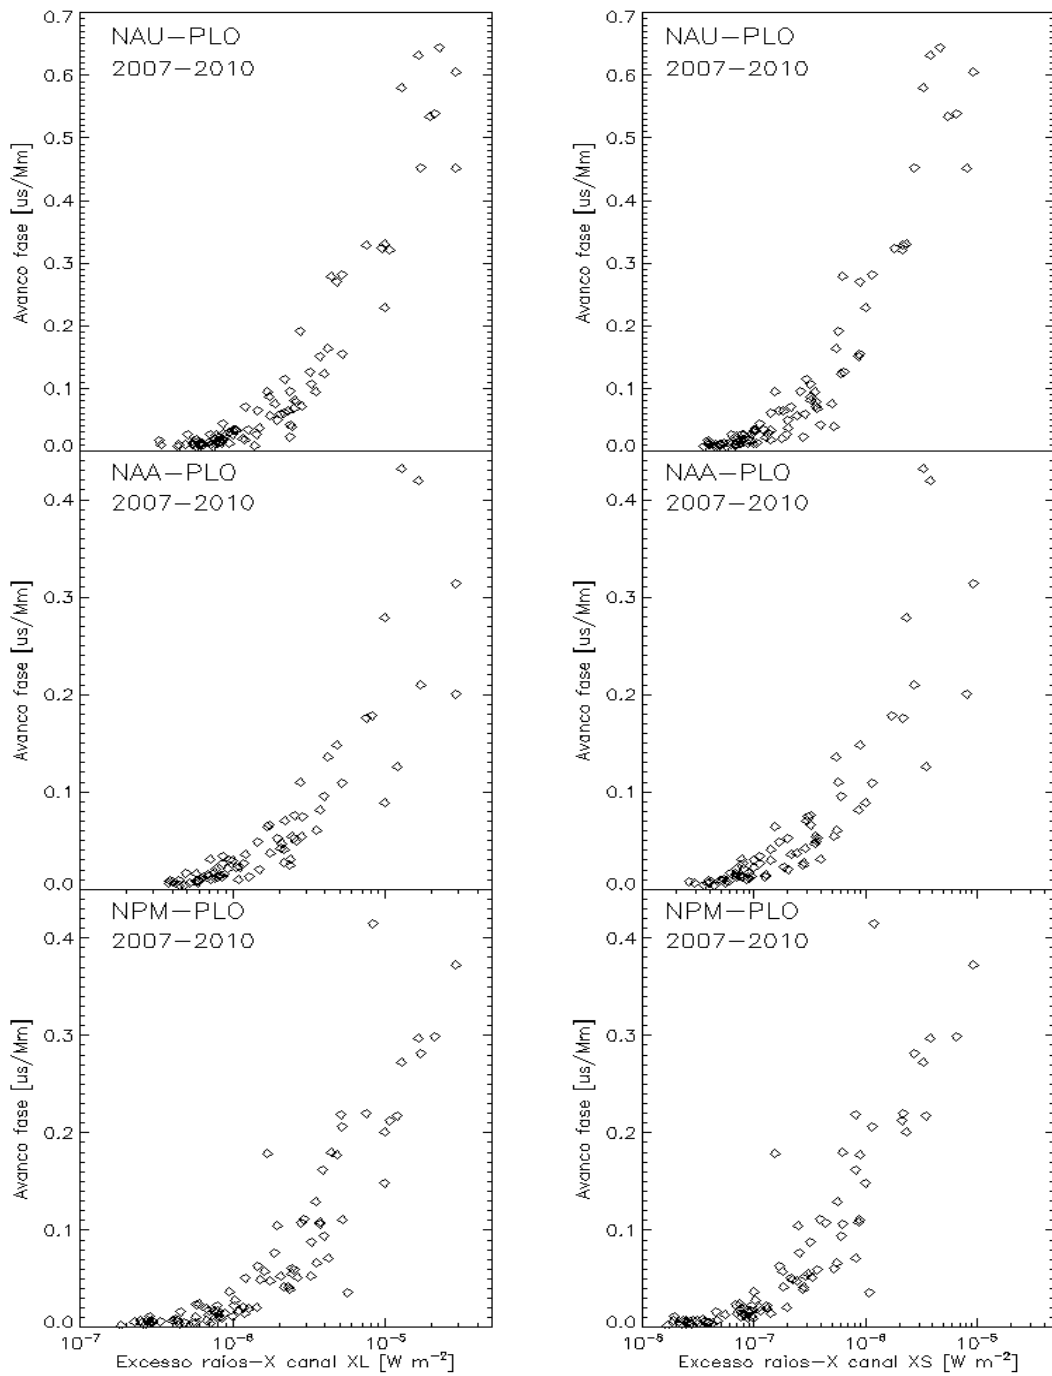 0.7
NAU-PLO
2007-2010
0.6
0.5
0.4
0.3
0.2
0.1
0.0
Avanco fase [us/Mm]
0.7
NAU-PLO
2007-2010
0.6
0.5
0.4
0.3
0.2
0.1
0.0
Avanco fase [us/Mm]
NAA-PLO
2007-2010
0.4
0.3
0.2
0.1
0.0
Avanco fase [us/Mm]
NAA-PLO
2007-2010
0.4
0.3
0.2
0.1
0.0
Avanco fase [us/Mm]
NPM-PLO
2007-2010
0.4
0.3
0.2
0.1
0.0
Avanco fase [us/Mm]
10⁻⁷ 10⁻⁶ 10⁻⁵
Excesso raios-X canal XL [W m⁻²]
NPM-PLO
2007-2010
0.4
0.3
0.2
0.1
0.0
Avanco fase [us/Mm]
10⁻⁸ 10⁻⁷ 10⁻⁶ 10⁻⁵
Excesso raios-X canal XS [W m⁻²]